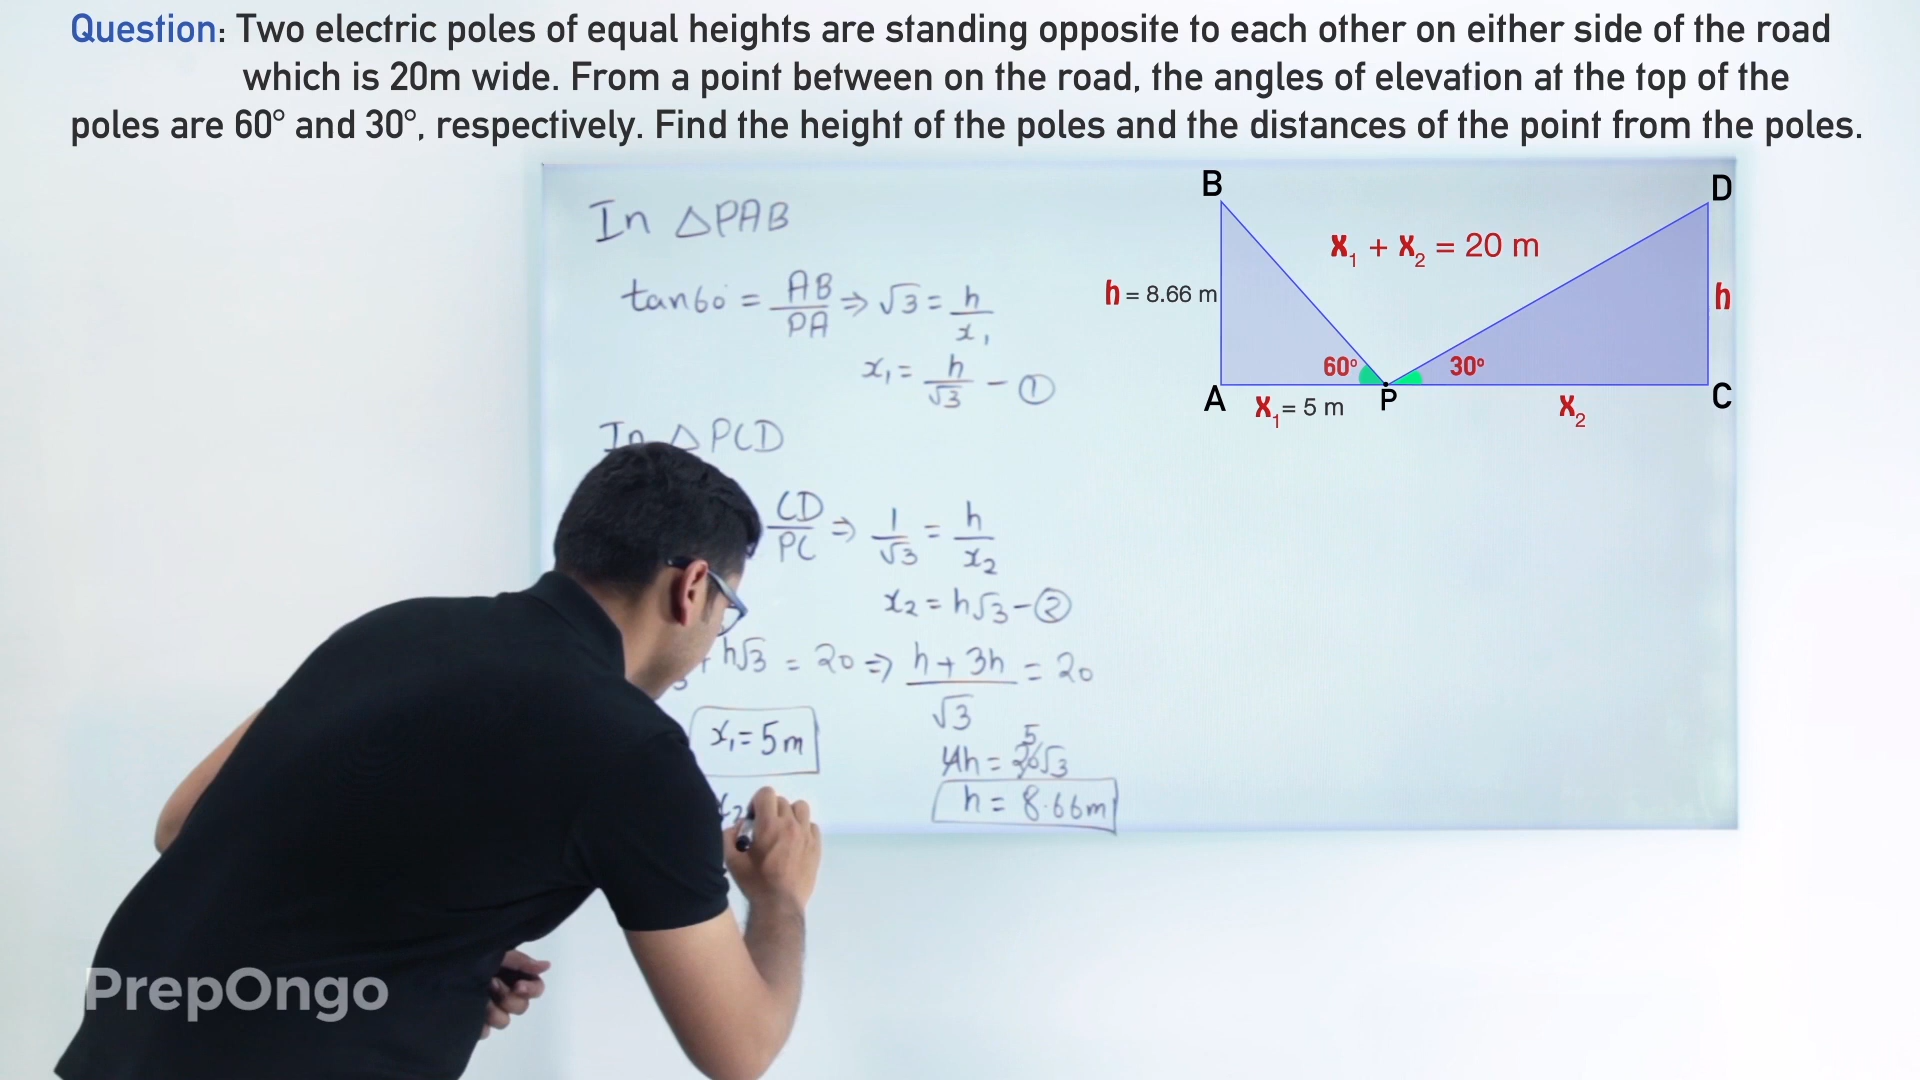 Question: Two electric poles of equal heights are standing opposite to each other on either side of the road
which is 20m wide. From a point between on the road, the angles of elevation at the top of the
poles are 60° and 30°, respectively. Find the height of the poles and the distances of the point from the poles.
In △PAB
tan60° = AB/PA ⇒ √3 = h/x₁
x₁ = h/√3 - ①
In △PCD
CD/PC ⇒ 1/√3 = h/x₂
x₂ = h√3 - ②
+ h√3 = 20 ⇒ (h + 3h)/√3 = 20
x₁ = 5m
4h = 20√3
5
h = 8.66m
x₂
B
D
X₁ + X₂ = 20 m
h = 8.66 m
h
60°
30°
A
X₁ = 5 m
P
X₂
C
PrepOngo